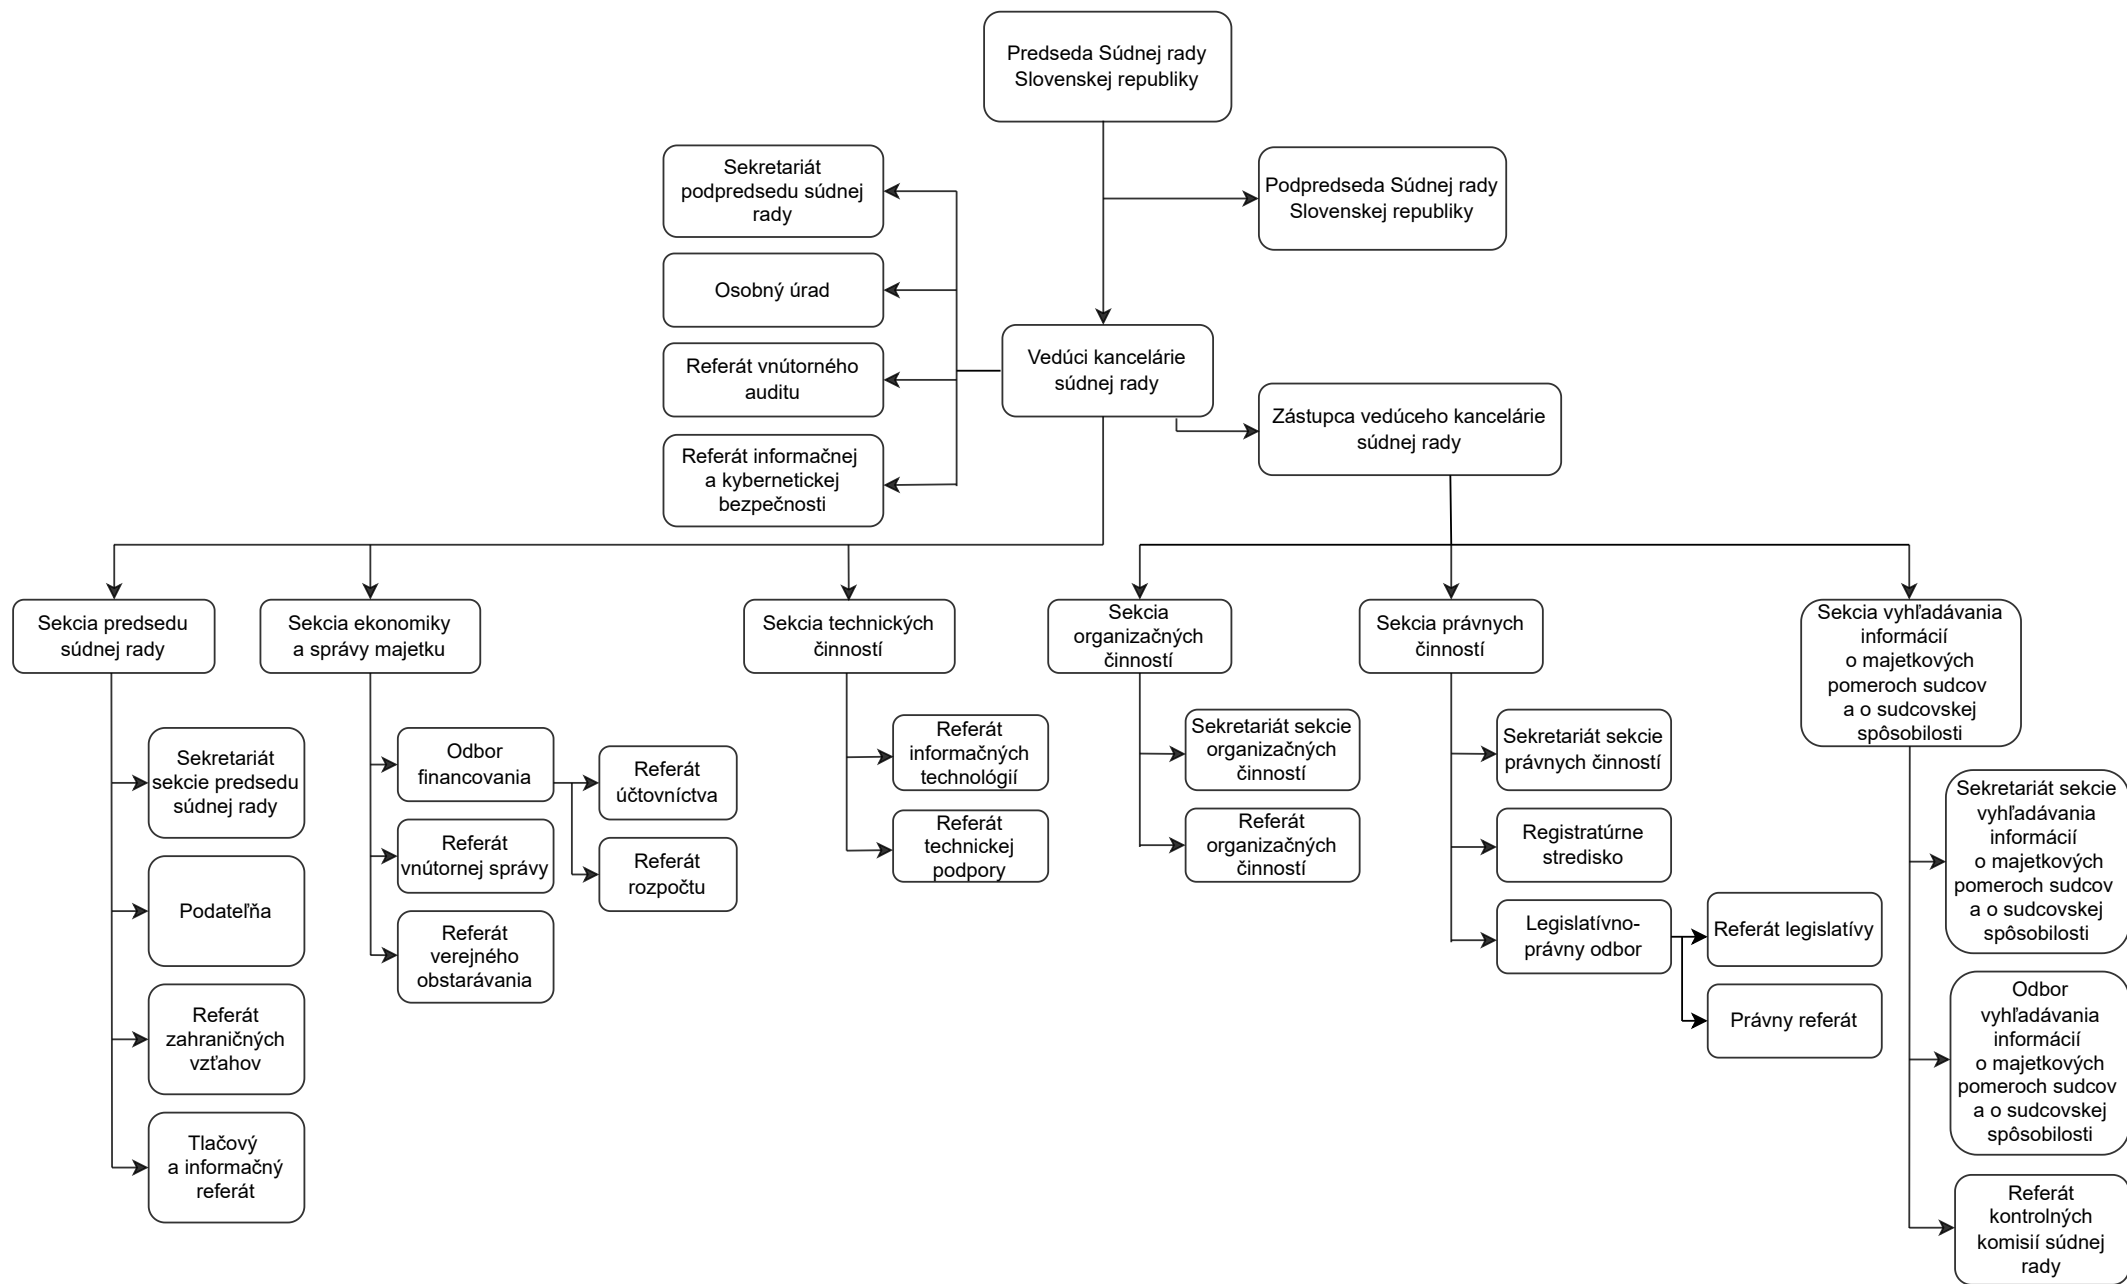 Predseda Súdnej rady
Slovenskej republiky
Sekretariát
podpredsedu súdnej
rady
Podpredseda Súdnej rady
Slovenskej republiky
Osobný úrad
Vedúci kancelárie
súdnej rady
Referát vnútorného
auditu
Zástupca vedúceho kancelárie
súdnej rady
Referát informačnej
a kybernetickej
bezpečnosti
Sekcia predsedu
súdnej rady
Sekcia ekonomiky
a správy majetku
Sekcia technických
činností
Sekcia
organizačných
činností
Sekcia právnych
činností
Sekcia vyhľadávania
informácií
o majetkových
pomeroch sudcov
a o sudcovskej
spôsobilosti
Sekretariát
sekcie predsedu
súdnej rady
Podateľňa
Referát
zahraničných
vzťahov
Tlačový
a informačný
referát
Odbor
financovania
Referát
účtovníctva
Referát
rozpočtu
Referát
vnútornej správy
Referát
verejného
obstarávania
Referát
informačných
technológií
Referát
technickej
podpory
Sekretariát sekcie
organizačných
činností
Referát
organizačných
činností
Sekretariát sekcie
právnych činností
Registratúrne
stredisko
Legislatívno-
právny odbor
Referát legislatívy
Právny referát
Sekretariát sekcie
vyhľadávania
informácií
o majetkových
pomeroch sudcov
a o sudcovskej
spôsobilosti
Odbor
vyhľadávania
informácií
o majetkových
pomeroch sudcov
a o sudcovskej
spôsobilosti
Referát
kontrolných
komisií súdnej
rady